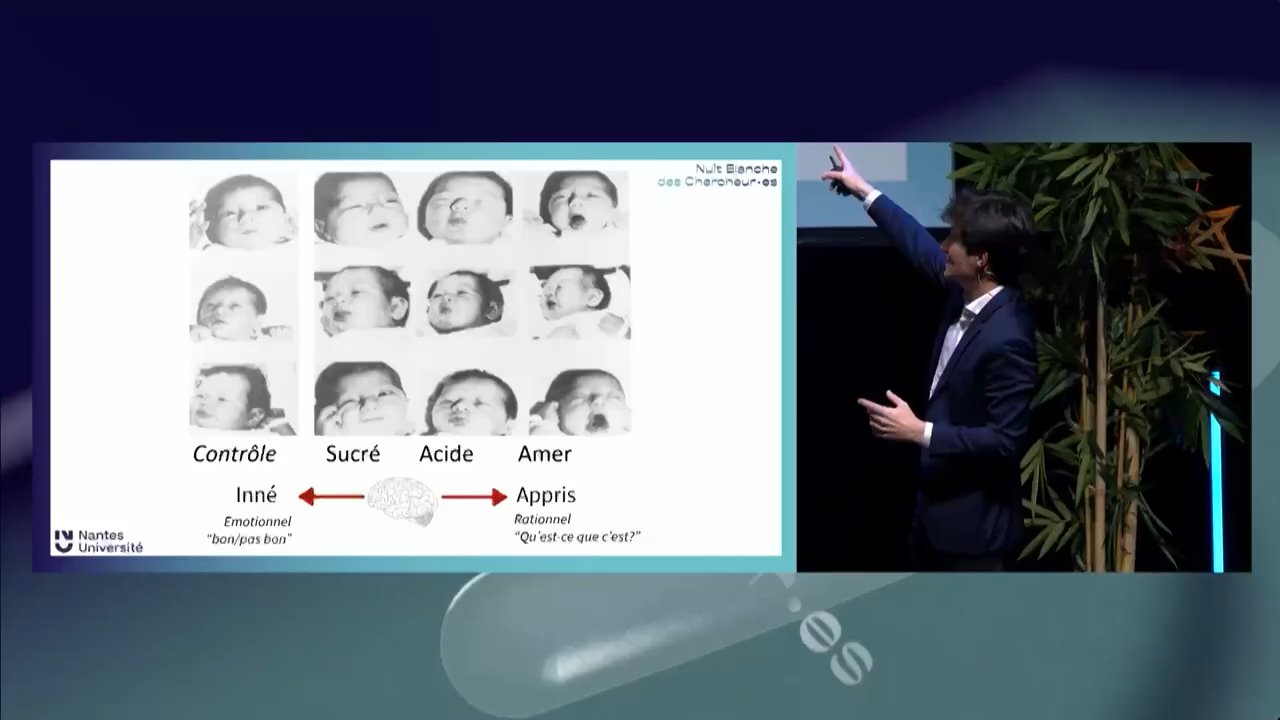 Nuit Blanche
des Chercheur·es
Contrôle Sucré Acide Amer
Inné Appris
Emotionnel
"bon/pas bon"
Rationnel
"Qu'est-ce que c'est?"
Nantes
Université
?.es